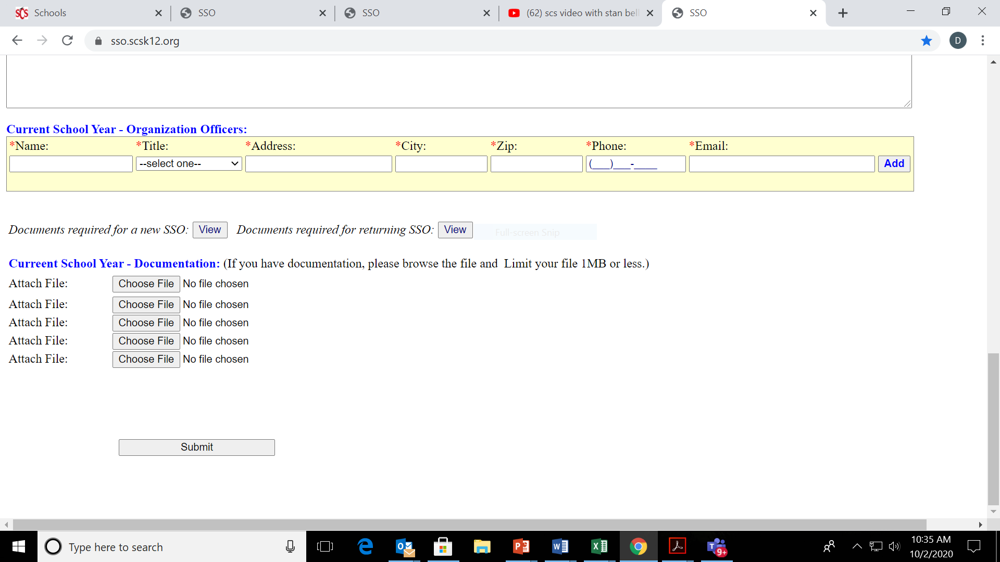 SCS Schools SSO SSO (62) scs video with stan bell SSO
sso.scsk12.org D
Current School Year - Organization Officers:
*Name: *Title: *Address: *City: *Zip: *Phone: *Email:
--select one-- (___)___-____ Add
Documents required for a new SSO: View Documents required for returning SSO: View Full-screen Snip
Curreent School Year - Documentation: (If you have documentation, please browse the file and Limit your file 1MB or less.)
Attach File: Choose File No file chosen
Attach File: Choose File No file chosen
Attach File: Choose File No file chosen
Attach File: Choose File No file chosen
Attach File: Choose File No file chosen
Submit
Type here to search 9+ 10:35 AM
10/2/2020